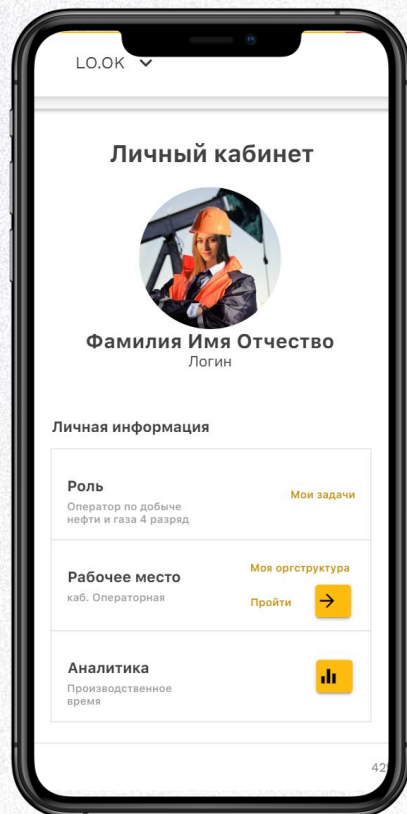 LO.OK
Личный кабинет
Фамилия Имя Отчество
Логин
Личная информация
Роль
Оператор по добыче
нефти и газа 4 разряд
Мои задачи
Рабочее место
каб. Операторная
Моя оргструктура
Пройти
Аналитика
Производственное
время